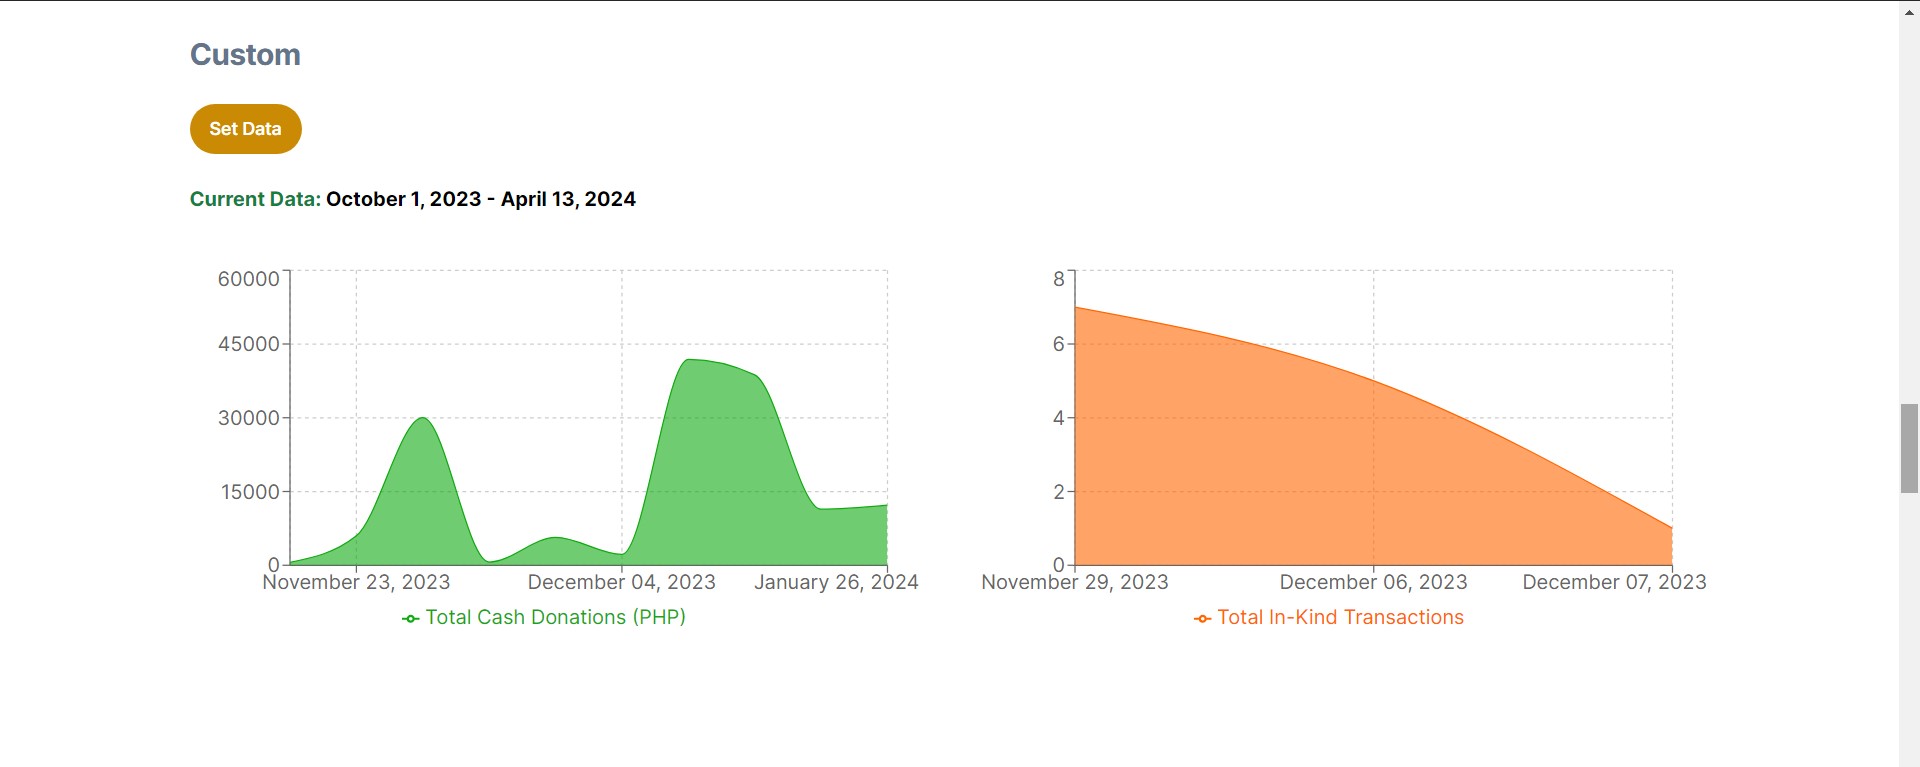 Custom
Set Data
Current Data: October 1, 2023 - April 13, 2024
60000
45000
30000
15000
0
November 23, 2023 December 04, 2023 January 26, 2024
Total Cash Donations (PHP)
8
6
4
2
0
November 29, 2023 December 06, 2023 December 07, 2023
Total In-Kind Transactions